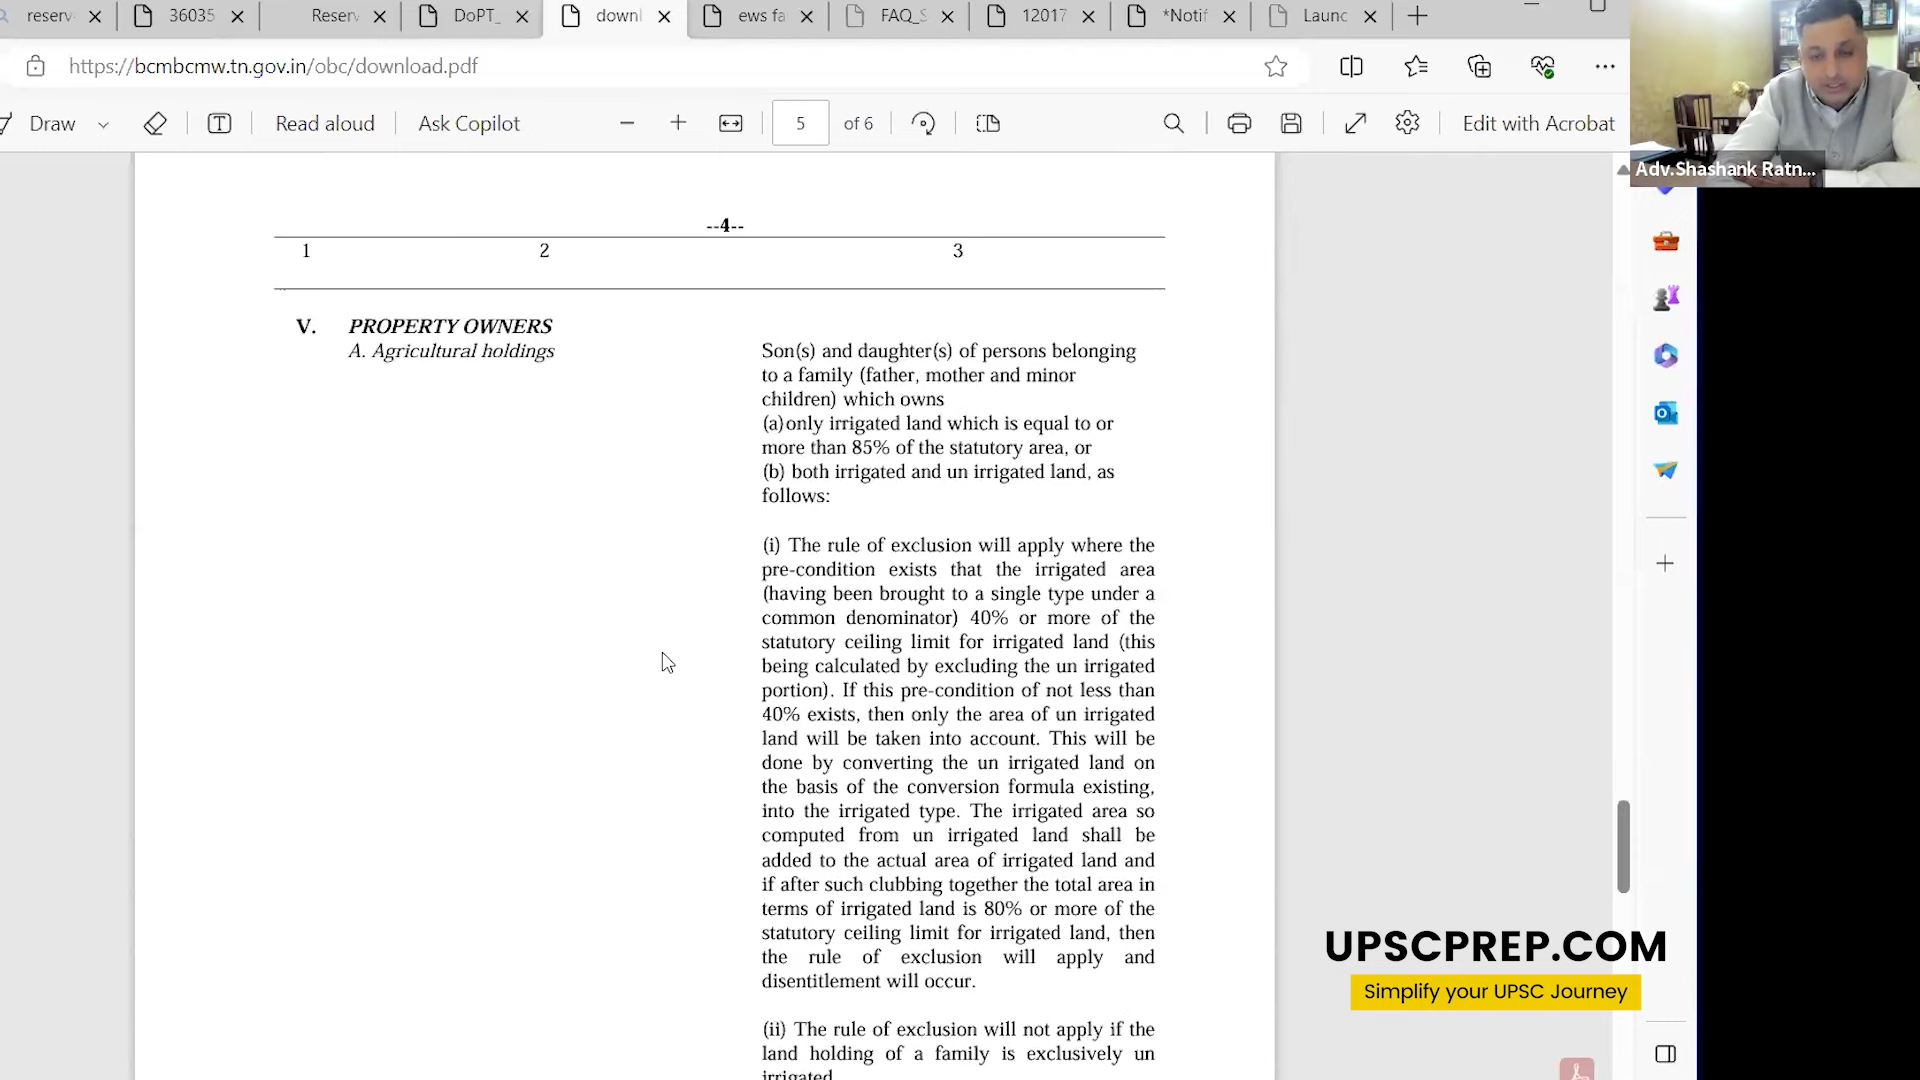 reserv
36035
Reserv
DoPT_
downl
ews fa
FAQ_S
12017
*Notif
Launc
https://bcmbcmw.tn.gov.in/obc/download.pdf
Draw
Read aloud
Ask Copilot
5 of 6
Edit with Acrobat
Adv.Shashank Ratn...
--4--
1 2 3
V. PROPERTY OWNERS
A. Agricultural holdings
Son(s) and daughter(s) of persons belonging
to a family (father, mother and minor
children) which owns
(a)only irrigated land which is equal to or
more than 85% of the statutory area, or
(b) both irrigated and un irrigated land, as
follows:
(i) The rule of exclusion will apply where the
pre-condition exists that the irrigated area
(having been brought to a single type under a
common denominator) 40% or more of the
statutory ceiling limit for irrigated land (this
being calculated by excluding the un irrigated
portion). If this pre-condition of not less than
40% exists, then only the area of un irrigated
land will be taken into account. This will be
done by converting the un irrigated land on
the basis of the conversion formula existing,
into the irrigated type. The irrigated area so
computed from un irrigated land shall be
added to the actual area of irrigated land and
if after such clubbing together the total area in
terms of irrigated land is 80% or more of the
statutory ceiling limit for irrigated land, then
the rule of exclusion will apply and
disentitlement will occur.
(ii) The rule of exclusion will not apply if the
land holding of a family is exclusively un
irrigated
UPSCPREP.COM
Simplify your UPSC Journey